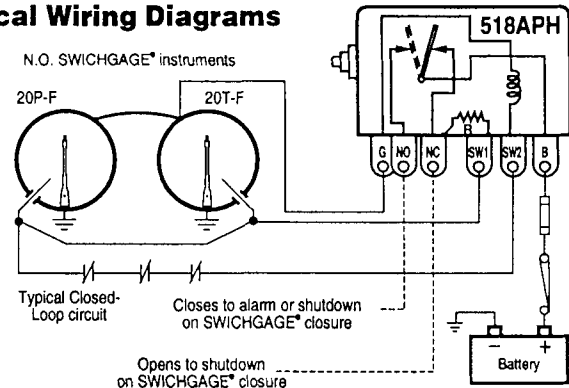 cal Wiring Diagrams
518APH
N.O. SWICHGAGE® instruments
20P-F
20T-F
R
G NO NC SW1 SW2 B
Typical Closed-
Loop circuit
Closes to alarm or shutdown
on SWICHGAGE® closure
Opens to shutdown
on SWICHGAGE® closure
− +
Battery